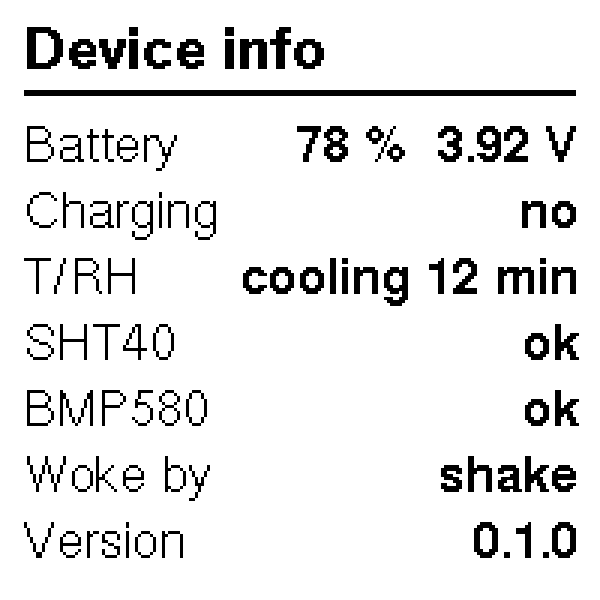 Device info
Battery 78 % 3.92 V
Charging no
T/RH cooling 12 min
SHT40 ok
BMP580 ok
Woke by shake
Version 0.1.0